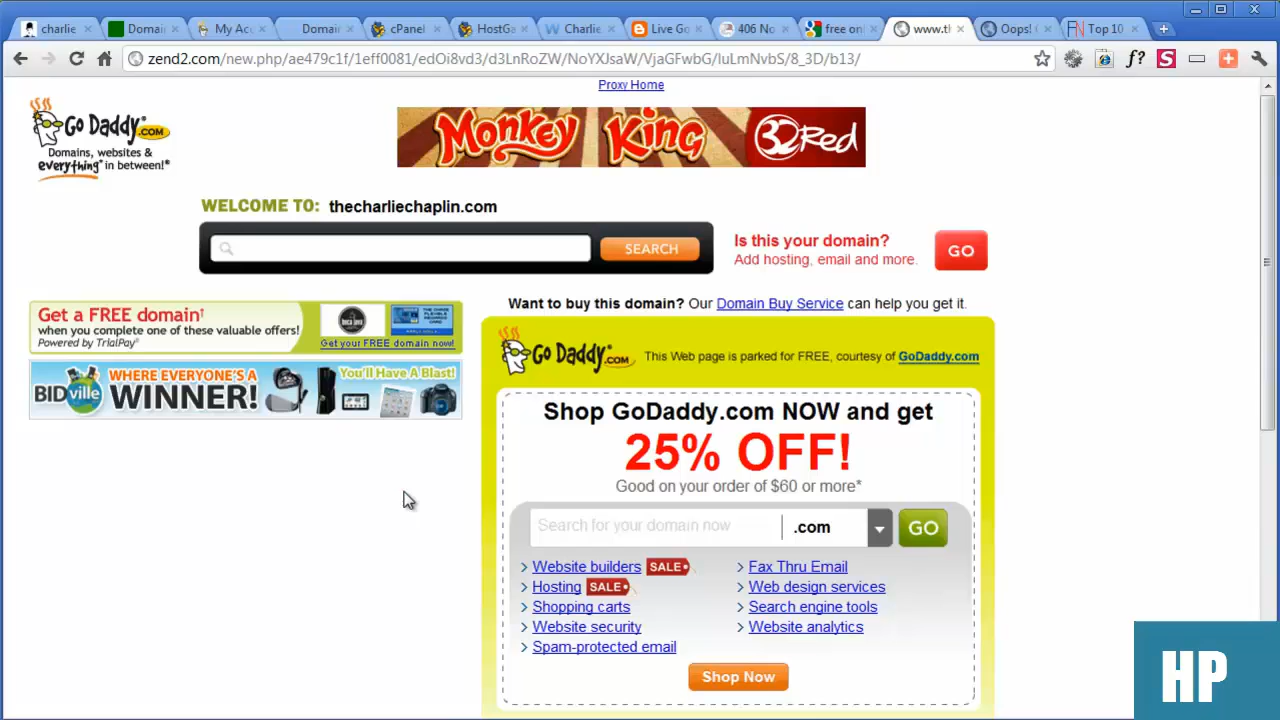 charlie
Domain
My Acc
Domain
cPanel
HostGa
Charlie
Live Go
406 No
free onl
www.th
Oops! (
Top 10
zend2.com/new.php/ae479c1f/1eff0081/edOi8vd3/d3LnRoZW/NoYXJsaW/VjaGFwbG/luLmNvbS/8_3D/b13/
f?
S
Proxy Home
Go Daddy.COM
Domains, websites &
everything* in between!®
Monkey King 32Red
WELCOME TO: thecharliechaplin.com
SEARCH
Is this your domain?
Add hosting, email and more.
GO
Want to buy this domain? Our Domain Buy Service can help you get it.
Get a FREE domain†
when you complete one of these valuable offers!
Powered by TrialPay®
Get your FREE domain now!
BIDville
WHERE EVERYONE'S A
WINNER!
You'll Have A Blast!
Go Daddy.COM
This Web page is parked for FREE, courtesy of GoDaddy.com
Shop GoDaddy.com NOW and get
25% OFF!
Good on your order of $60 or more*
Search for your domain now
.com
GO
Website builders SALE
Hosting SALE
Shopping carts
Website security
Spam-protected email
Fax Thru Email
Web design services
Search engine tools
Website analytics
Shop Now
HP